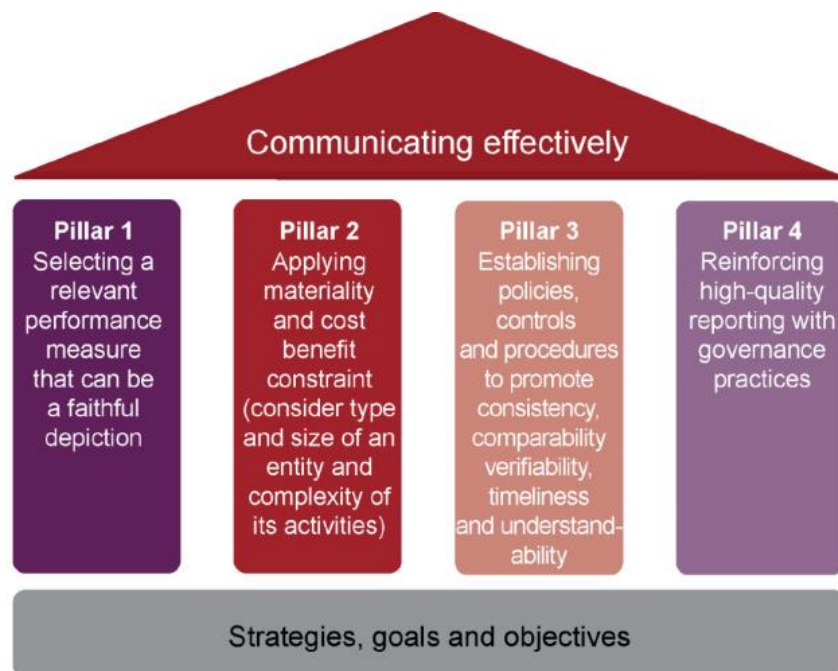 Communicating effectively
Pillar 1
Selecting a
relevant
performance
measure
that can be
a faithful
depiction
Pillar 2
Applying
materiality
and cost
benefit
constraint
(consider type
and size of an
entity and
complexity of
its activities)
Pillar 3
Establishing
policies,
controls
and procedures
to promote
consistency,
comparability
verifiability,
timeliness
and understand-
ability
Pillar 4
Reinforcing
high-quality
reporting with
governance
practices
Strategies, goals and objectives